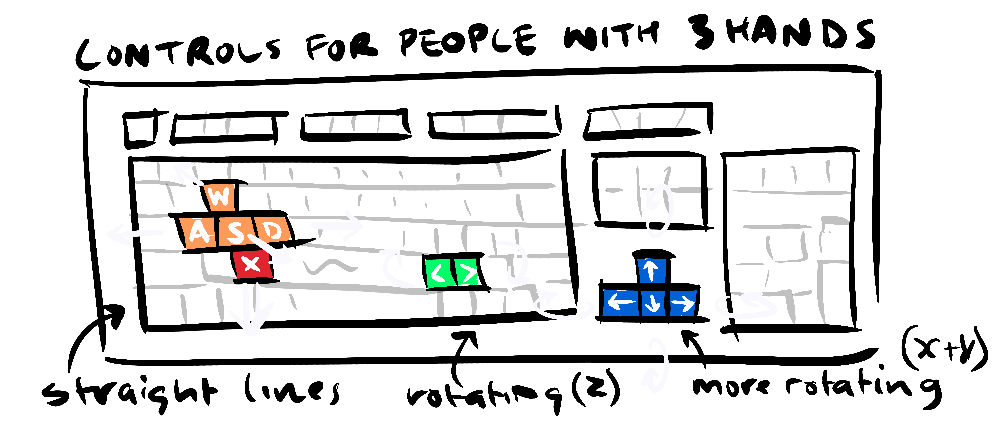 CONTROLS FOR PEOPLE WITH 3 HANDS
W
A S D
X
< >
↑
← ↓ →
straight lines
rotating (z)
more rotating
(x+y)